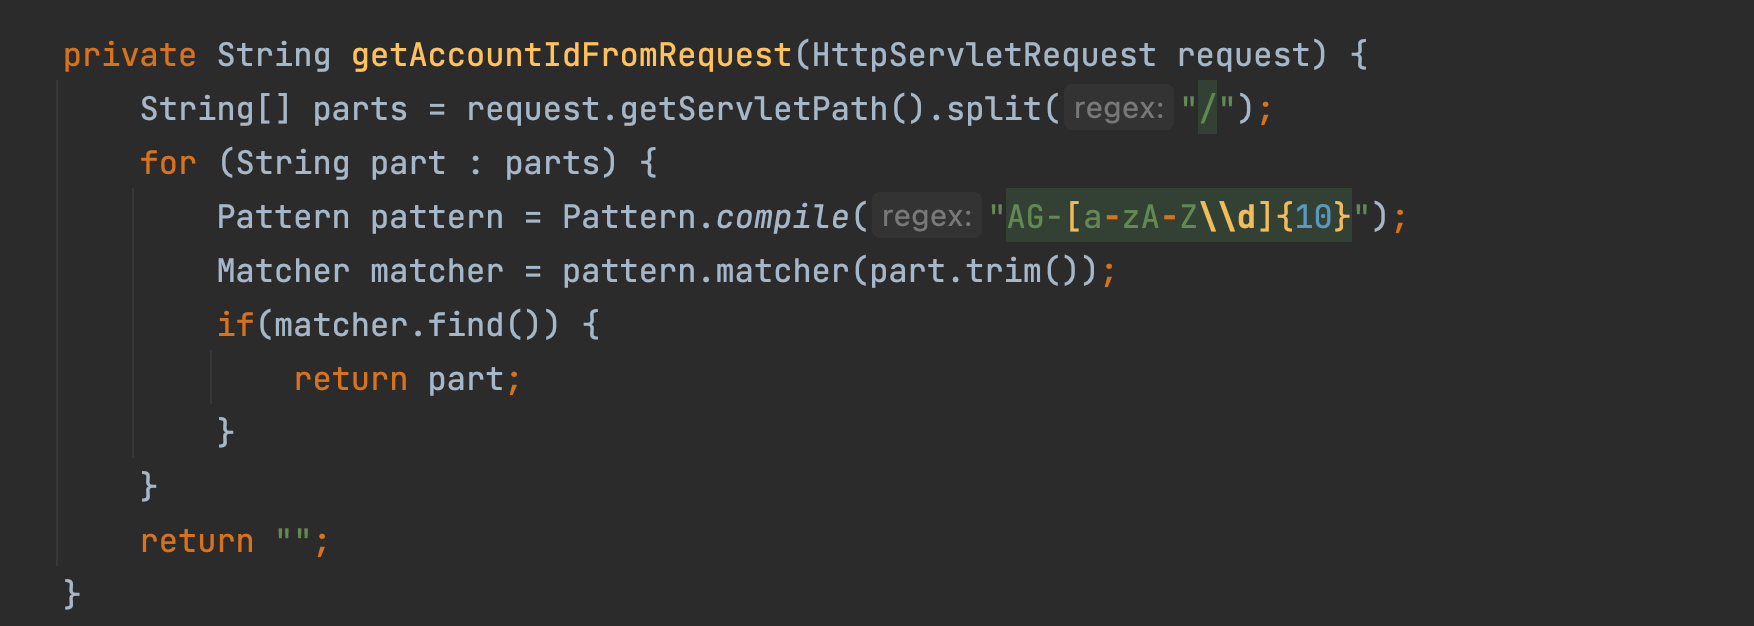 private String getAccountIdFromRequest(HttpServletRequest request) {
    String[] parts = request.getServletPath().split( regex: "/");
    for (String part : parts) {
        Pattern pattern = Pattern.compile( regex: "AG-[a-zA-Z\\d]{10}");
        Matcher matcher = pattern.matcher(part.trim());
        if(matcher.find()) {
            return part;
        }
    }
    return "";
}